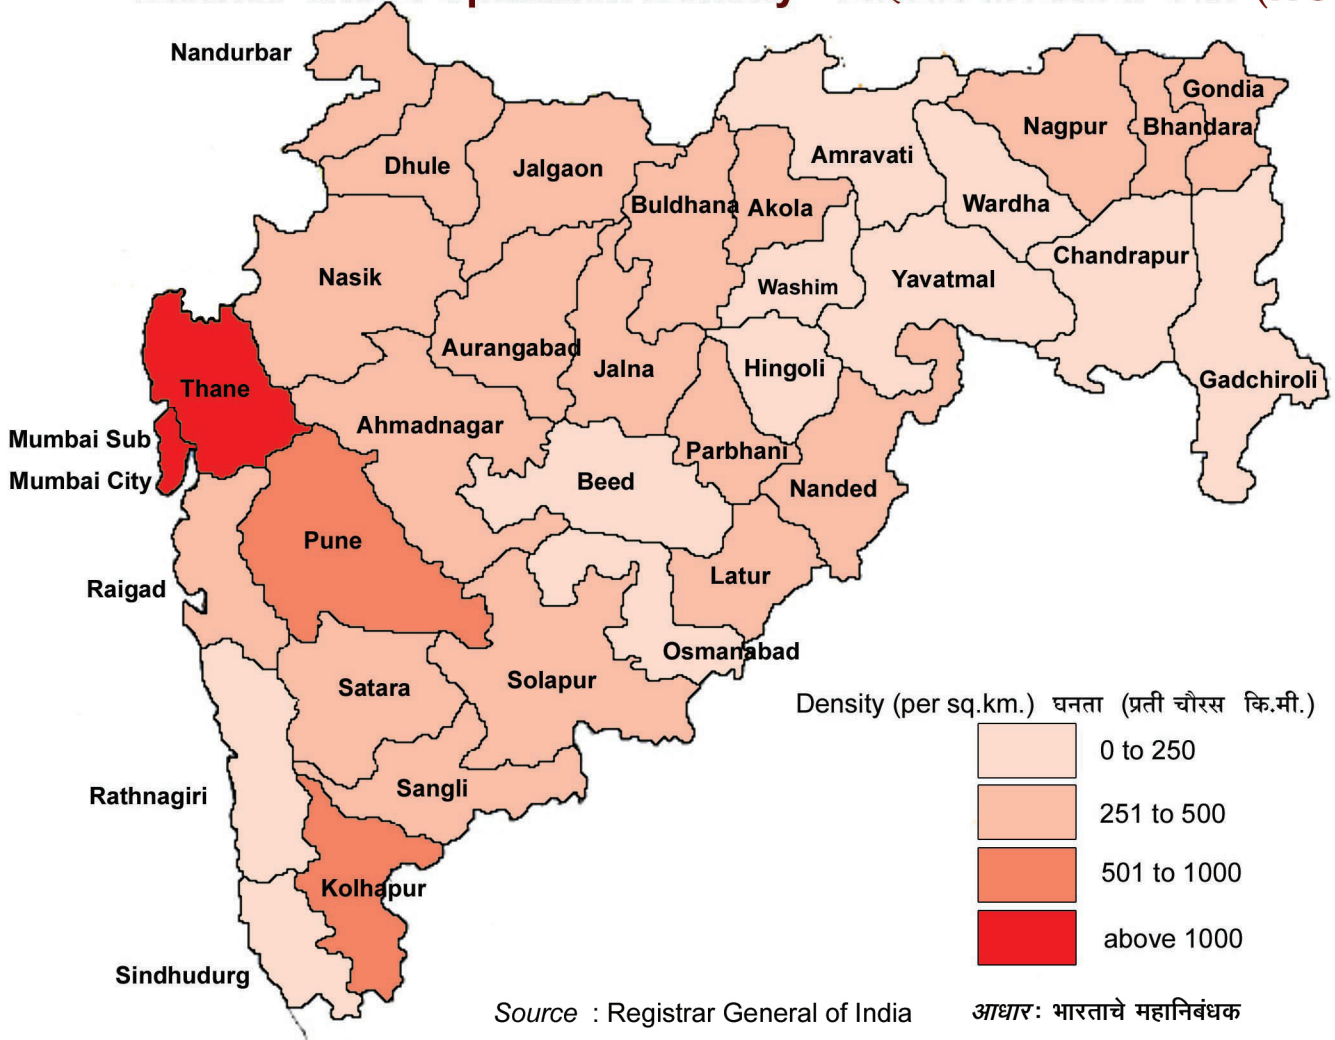 Nandurbar
Gondia
Nagpur
Bhandara
Amravati
Dhule
Jalgaon
Buldhana
Akola
Wardha
Chandrapur
Nasik
Washim
Yavatmal
Aurangabad
Jalna
Hingoli
Thane
Gadchiroli
Ahmadnagar
Mumbai Sub
Parbhani
Mumbai City
Beed
Nanded
Pune
Latur
Raigad
Osmanabad
Satara
Solapur
Density (per sq.km.) घनता (प्रती चौरस कि.मी.)
0 to 250
Sangli
Rathnagiri
251 to 500
501 to 1000
Kolhapur
above 1000
Sindhudurg
Source : Registrar General of India आधार : भारताचे महानिबंधक